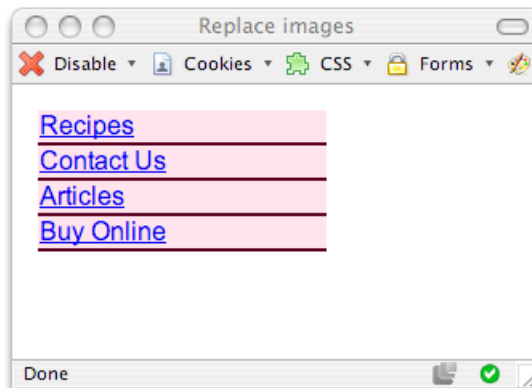 Replace images
Disable Cookies CSS Forms
Recipes
Contact Us
Articles
Buy Online
Done